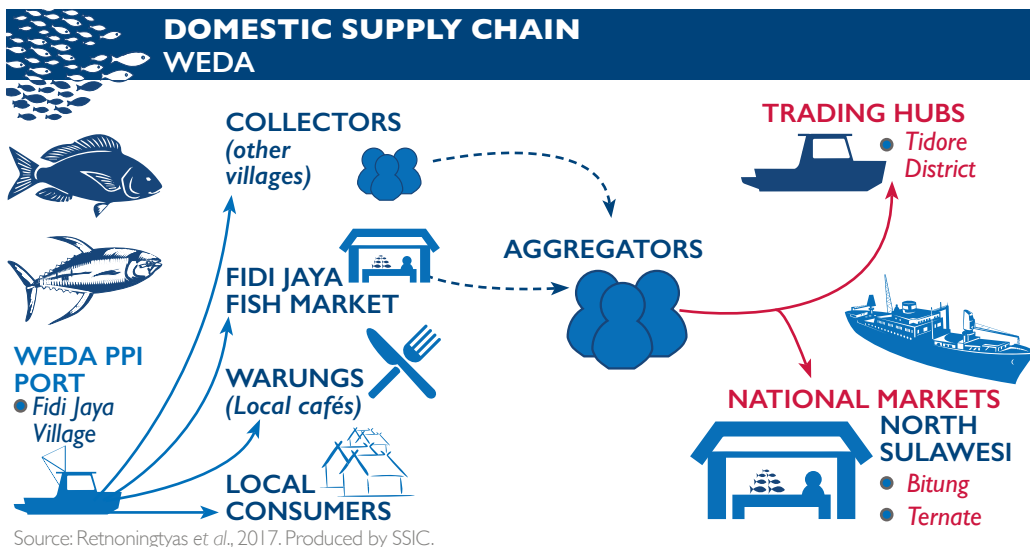 DOMESTIC SUPPLY CHAIN
WEDA
COLLECTORS
(other
villages)
FIDI JAYA
FISH MARKET
WARUNGS
(Local cafés)
LOCAL
CONSUMERS
WEDA PPI
PORT
Fidi Jaya
Village
AGGREGATORS
TRADING HUBS
Tidore
District
NATIONAL MARKETS
NORTH
SULAWESI
Bitung
Ternate
Source: Retnoningtyas et al., 2017. Produced by SSIC.